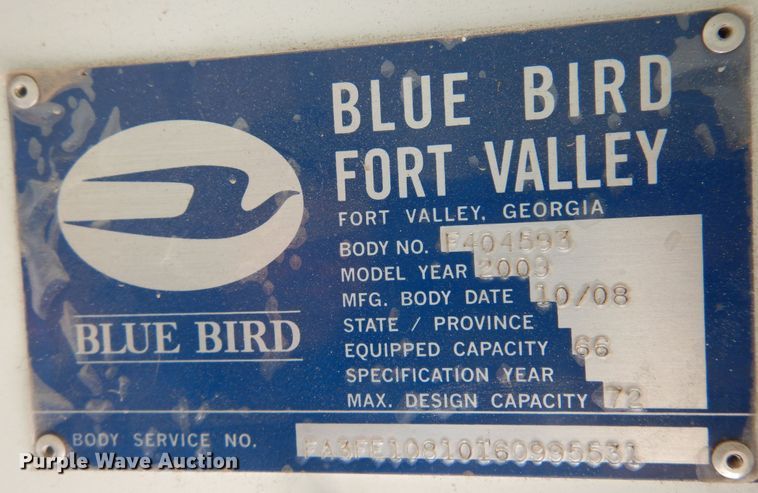 BLUE BIRD
FORT VALLEY
FORT VALLEY, GEORGIA
BODY NO. F404593
MODEL YEAR 2009
MFG. BODY DATE 10/08
STATE / PROVINCE
EQUIPPED CAPACITY 66
SPECIFICATION YEAR
MAX. DESIGN CAPACITY 72
BLUE BIRD
BODY SERVICE NO. FA3FE10810T60995531
Purple Wave Auction